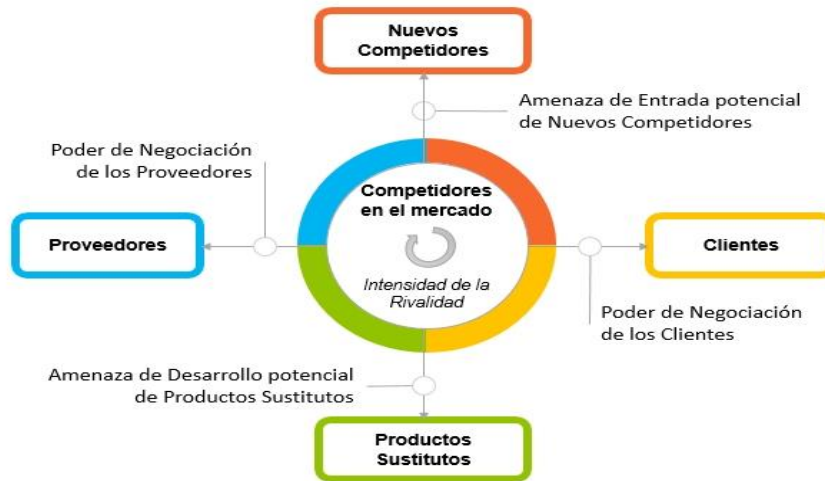 Nuevos
Competidores
Amenaza de Entrada potencial
de Nuevos Competidores
Poder de Negociación
de los Proveedores
Competidores
en el mercado
Proveedores
Clientes
Intensidad de la
Rivalidad
Poder de Negociación
de los Clientes
Amenaza de Desarrollo potencial
de Productos Sustitutos
Productos
Sustitutos